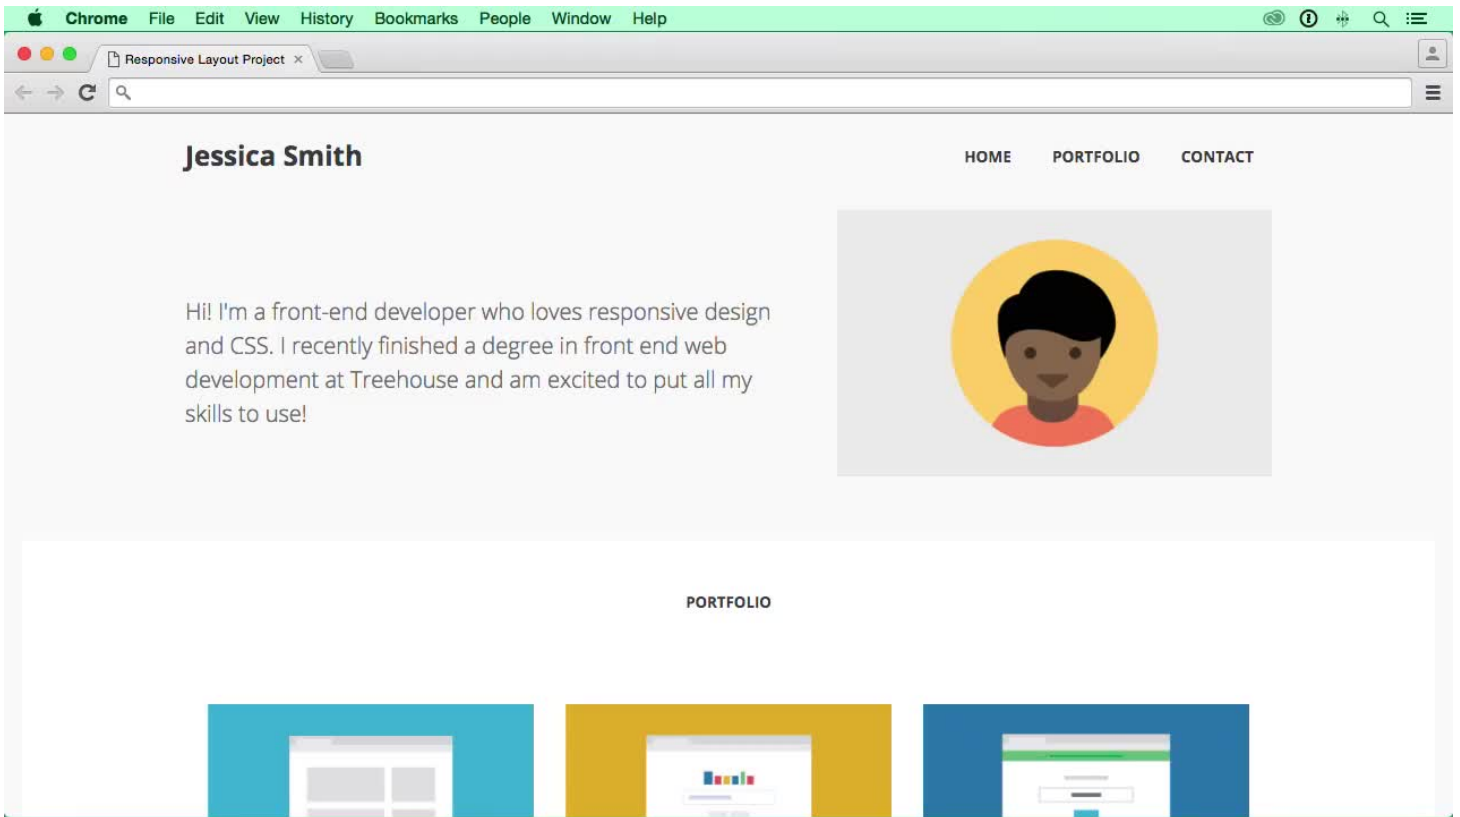 Chrome File Edit View History Bookmarks People Window Help
Responsive Layout Project
Jessica Smith
HOME PORTFOLIO CONTACT
Hi! I'm a front-end developer who loves responsive design
and CSS. I recently finished a degree in front end web
development at Treehouse and am excited to put all my
skills to use!
PORTFOLIO